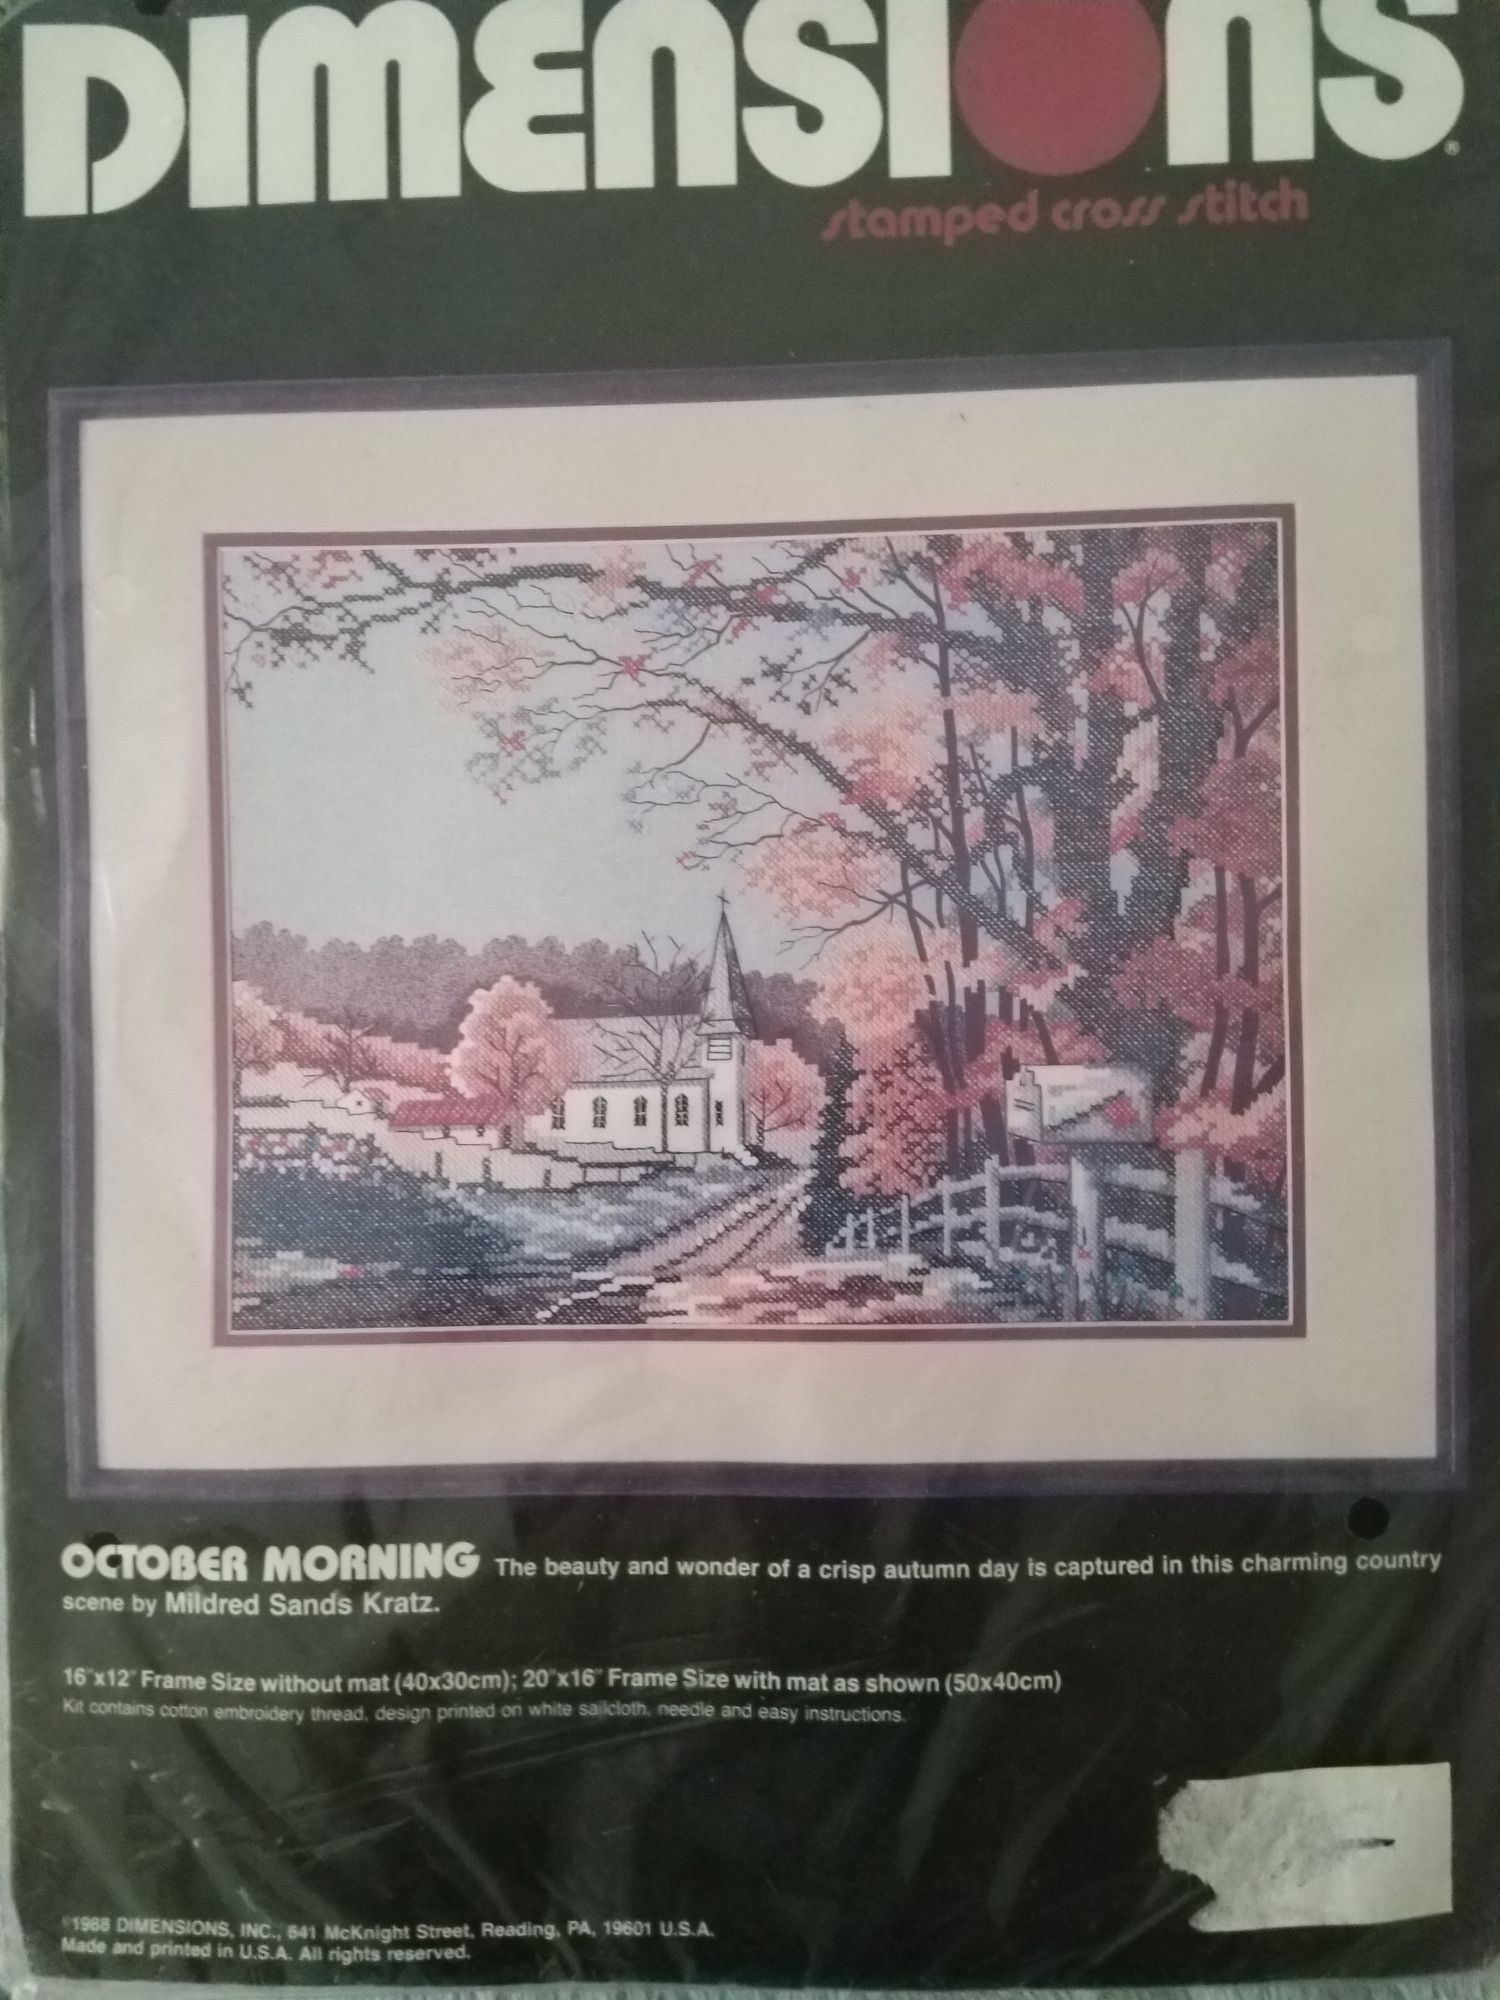 DIMENSIONS®
stamped cross stitch
OCTOBER MORNING The beauty and wonder of a crisp autumn day is captured in this charming country
scene by Mildred Sands Kratz.
16"x12" Frame Size without mat (40x30cm); 20"x16" Frame Size with mat as shown (50x40cm)
Kit contains cotton embroidery thread, design printed on white sailcloth, needle and easy instructions.
©1988 DIMENSIONS, INC., 641 McKnight Street, Reading, PA, 19601 U.S.A.
Made and printed in U.S.A. All rights reserved.